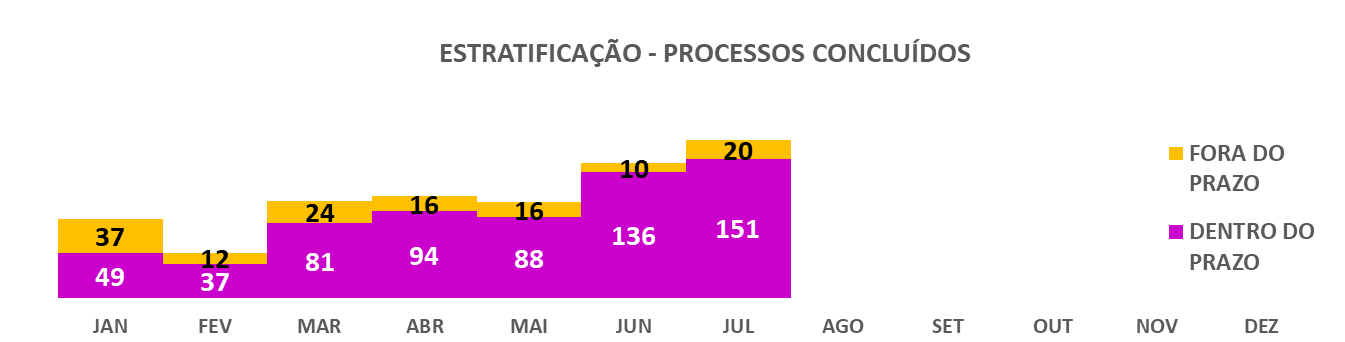 ESTRATIFICAÇÃO - PROCESSOS CONCLUÍDOS
37 12 24 16 16 10 20
49 37 81 94 88 136 151
JAN FEV MAR ABR MAI JUN JUL AGO SET OUT NOV DEZ
FORA DO
PRAZO
DENTRO DO
PRAZO